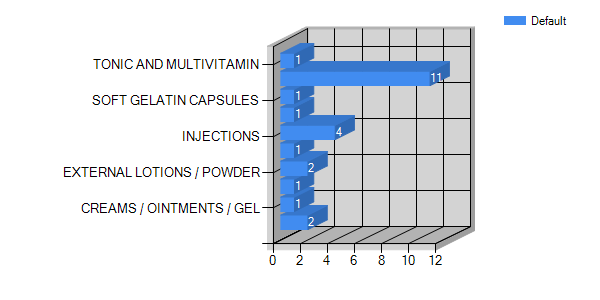 Default
TONIC AND MULTIVITAMIN
1
11
SOFT GELATIN CAPSULES
1
1
INJECTIONS
4
1
EXTERNAL LOTIONS / POWDER
2
1
CREAMS / OINTMENTS / GEL
1
2
0 2 4 6 8 10 12